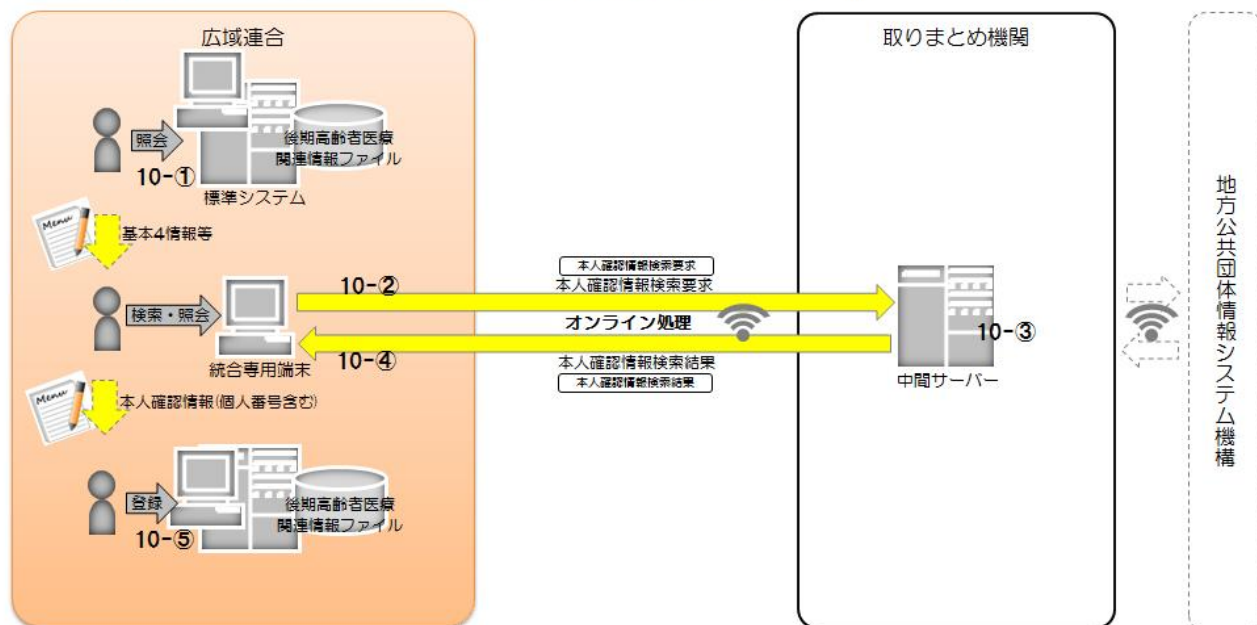 広域連合
取りまとめ機関
照会
後期高齢者医療
関連情報ファイル
10-①
標準システム
Menu
基本4情報等
検索・照会
統合専用端末
10-②
本人確認情報検索要求
本人確認情報検索要求
オンライン処理
10-④
本人確認情報検索結果
本人確認情報検索結果
10-③
中間サーバー
地方公共団体情報システム機構
Menu
本人確認情報(個人番号含む)
登録
後期高齢者医療
関連情報ファイル
10-⑤